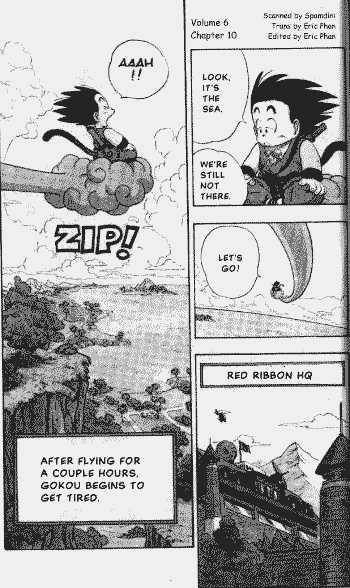 Volume 6
Chapter 10
Scanned by Spamdini
Trans by Eric Phan
Edited by Eric Phan
AAAH
!!
ZIP!
AFTER FLYING FOR
A COUPLE HOURS,
GOKOU BEGINS TO
GET TIRED.
LOOK,
IT'S
THE
SEA.
WE'RE
STILL
NOT
THERE.
LET'S
GO!
RED RIBBON HQ